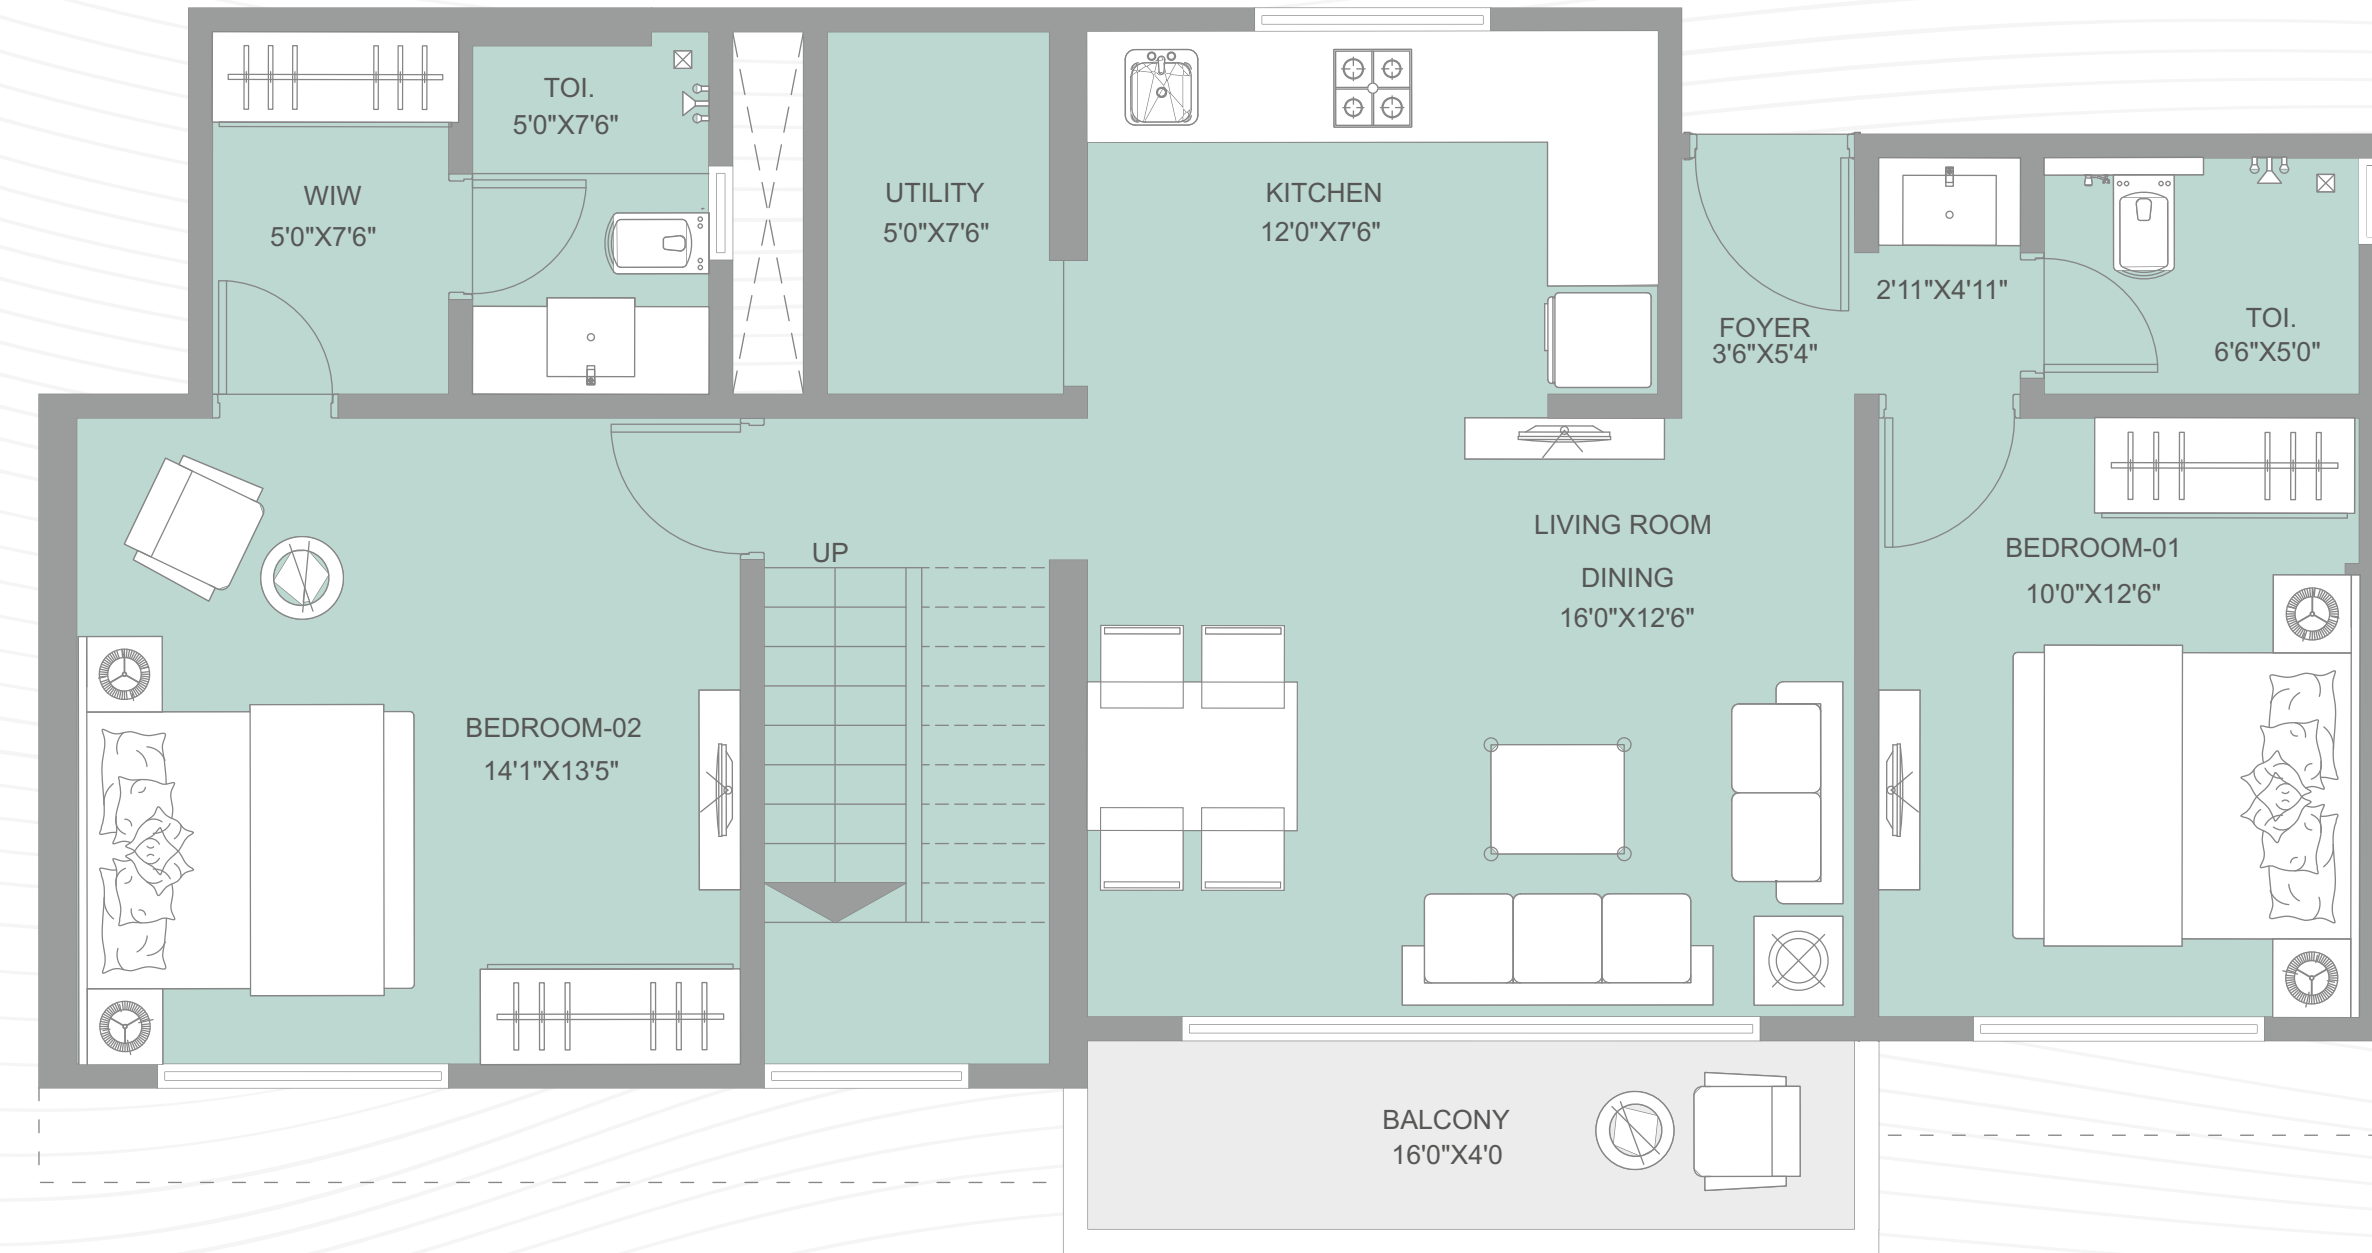 TOI.
5'0"X7'6"
WIW
5'0"X7'6"
UTILITY
5'0"X7'6"
KITCHEN
12'0"X7'6"
2'11"X4'11"
FOYER
3'6"X5'4"
TOI.
6'6"X5'0"
UP
LIVING ROOM
DINING
16'0"X12'6"
BEDROOM-01
10'0"X12'6"
BEDROOM-02
14'1"X13'5"
BALCONY
16'0"X4'0